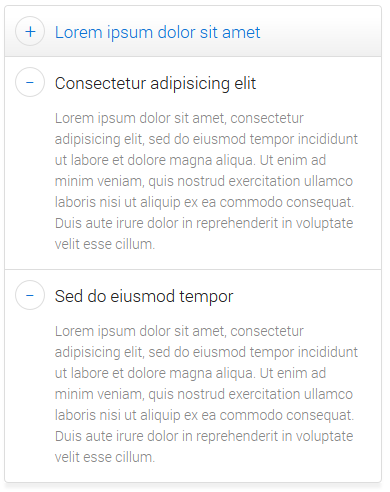 + Lorem ipsum dolor sit amet
− Consectetur adipisicing elit
Lorem ipsum dolor sit amet, consectetur
adipisicing elit, sed do eiusmod tempor incididunt
ut labore et dolore magna aliqua. Ut enim ad
minim veniam, quis nostrud exercitation ullamco
laboris nisi ut aliquip ex ea commodo consequat.
Duis aute irure dolor in reprehenderit in voluptate
velit esse cillum.
− Sed do eiusmod tempor
Lorem ipsum dolor sit amet, consectetur
adipisicing elit, sed do eiusmod tempor incididunt
ut labore et dolore magna aliqua. Ut enim ad
minim veniam, quis nostrud exercitation ullamco
laboris nisi ut aliquip ex ea commodo consequat.
Duis aute irure dolor in reprehenderit in voluptate
velit esse cillum.